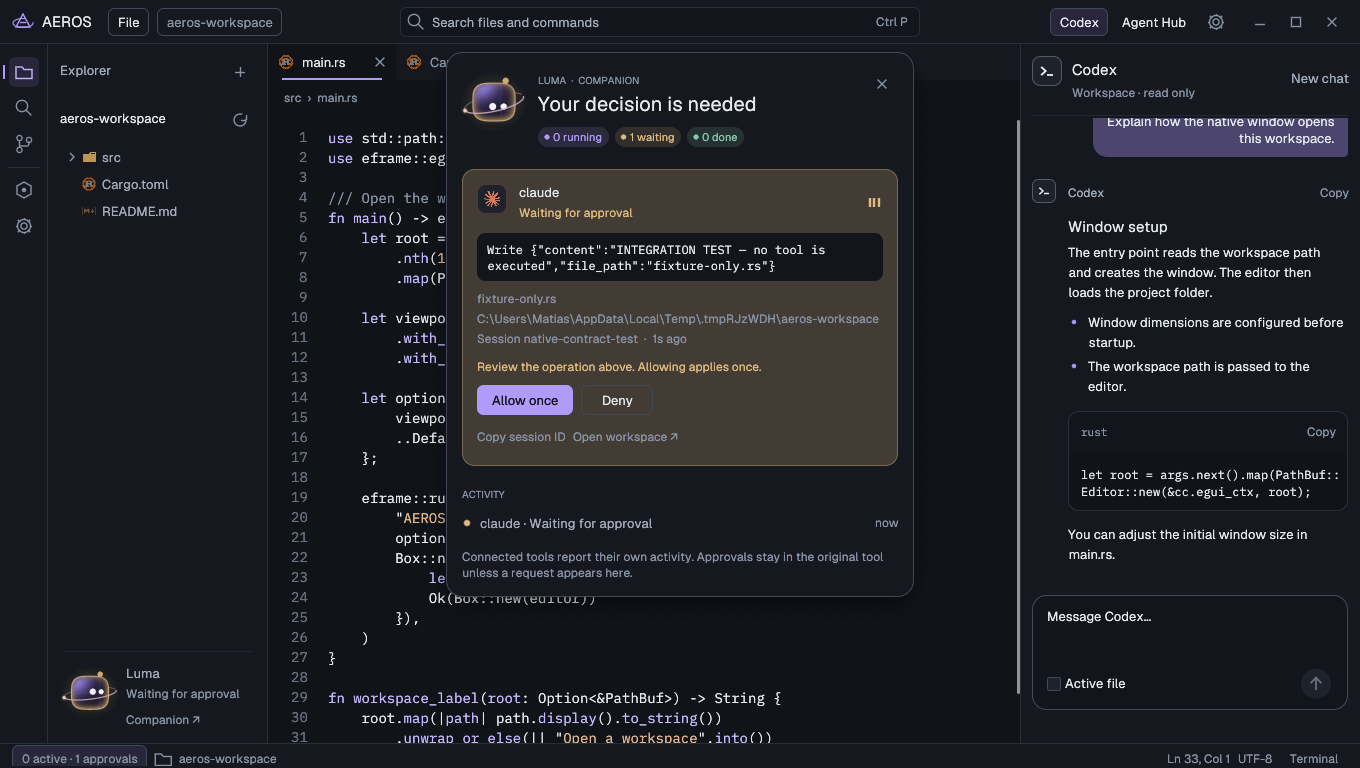 AEROS
File
aeros-workspace
Search files and commands
Ctrl P
Codex
Agent Hub
Explorer
aeros-workspace
src
Cargo.toml
README.md
Luma
Waiting for approval
Companion ↗
main.rs
Ca
src › main.rs
1 use std::path:
2 use eframe::eg
3
4 /// Open the w
5 fn main() -> e
6 let root =
7 .nth(1
8 .map(P
9
10 let viewpo
11 .with_
12 .with_
13
14 let option
15 viewpo
16 ..Defa
17 };
18
19 eframe::ru
20 "AEROS
21 option
22 Box::n
23 le
24 Ok(Box::new(editor))
25 }),
26 )
27 }
28
29 fn workspace_label(root: Option<&PathBuf>) -> String {
30 root.map(|path| path.display().to_string())
31 .unwrap_or_else(|| "Open a workspace".into())
LUMA · COMPANION
Your decision is needed
0 running
1 waiting
0 done
claude
Waiting for approval
Write {"content":"INTEGRATION TEST — no tool is
executed","file_path":"fixture-only.rs"}
fixture-only.rs
C:\Users\Matias\AppData\Local\Temp\.tmpRJzWDH\aeros-workspace
Session native-contract-test · 1s ago
Review the operation above. Allowing applies once.
Allow once
Deny
Copy session ID
Open workspace ↗
ACTIVITY
claude · Waiting for approval
now
Connected tools report their own activity. Approvals stay in the original tool
unless a request appears here.
Codex
Workspace · read only
New chat
Explain how the native window opens
this workspace.
Codex
Copy
Window setup
The entry point reads the workspace path
and creates the window. The editor then
loads the project folder.
• Window dimensions are configured before
startup.
• The workspace path is passed to the
editor.
rust
Copy
let root = args.next().map(PathBuf::
Editor::new(&cc.egui_ctx, root);
You can adjust the initial window size in
main.rs.
Message Codex…
Active file
0 active · 1 approvals
aeros-workspace
Ln 33, Col 1
UTF-8
Terminal